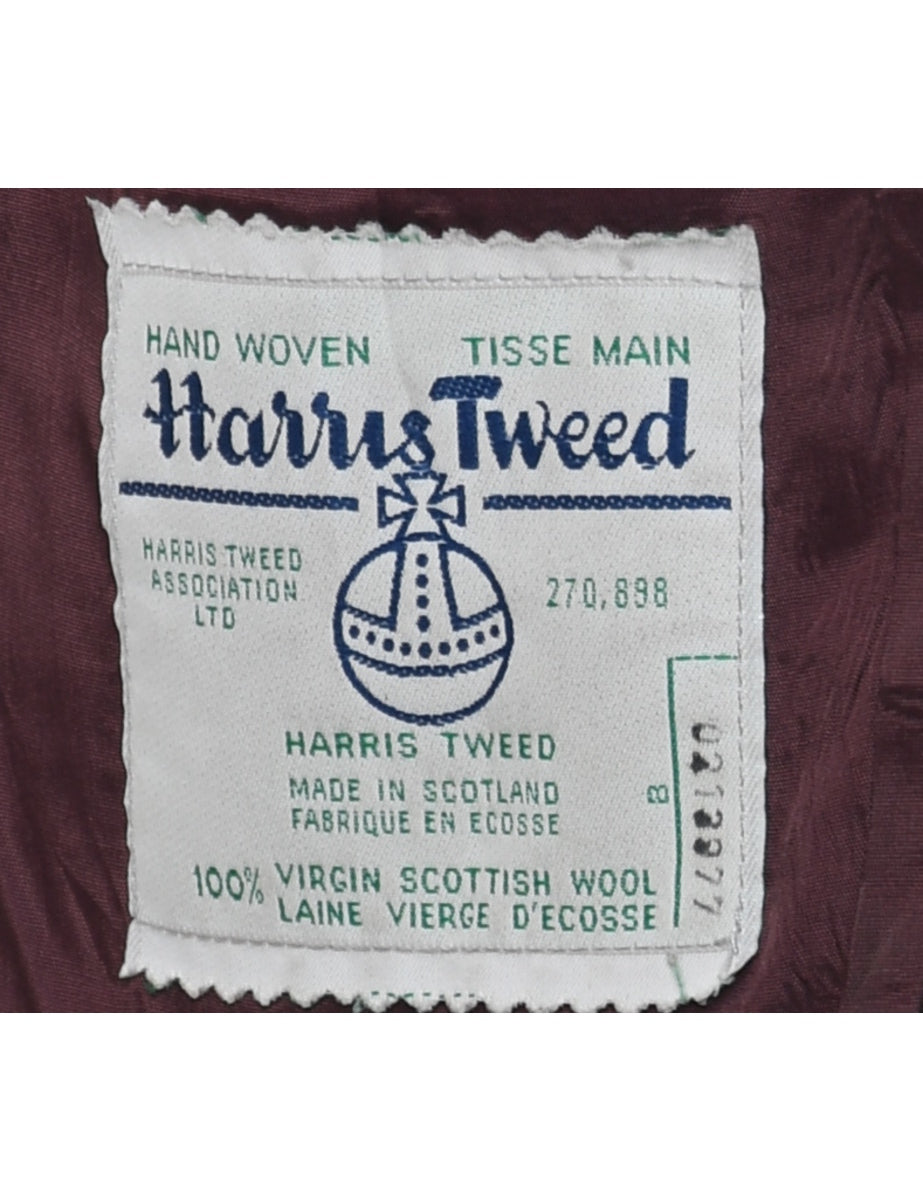 HAND WOVEN TISSE MAIN
Harris Tweed
HARRIS TWEED
ASSOCIATION
LTD
270,898
HARRIS TWEED
MADE IN SCOTLAND
FABRIQUE EN ECOSSE
100% VIRGIN SCOTTISH WOOL
LAINE VIERGE D'ECOSSE
B